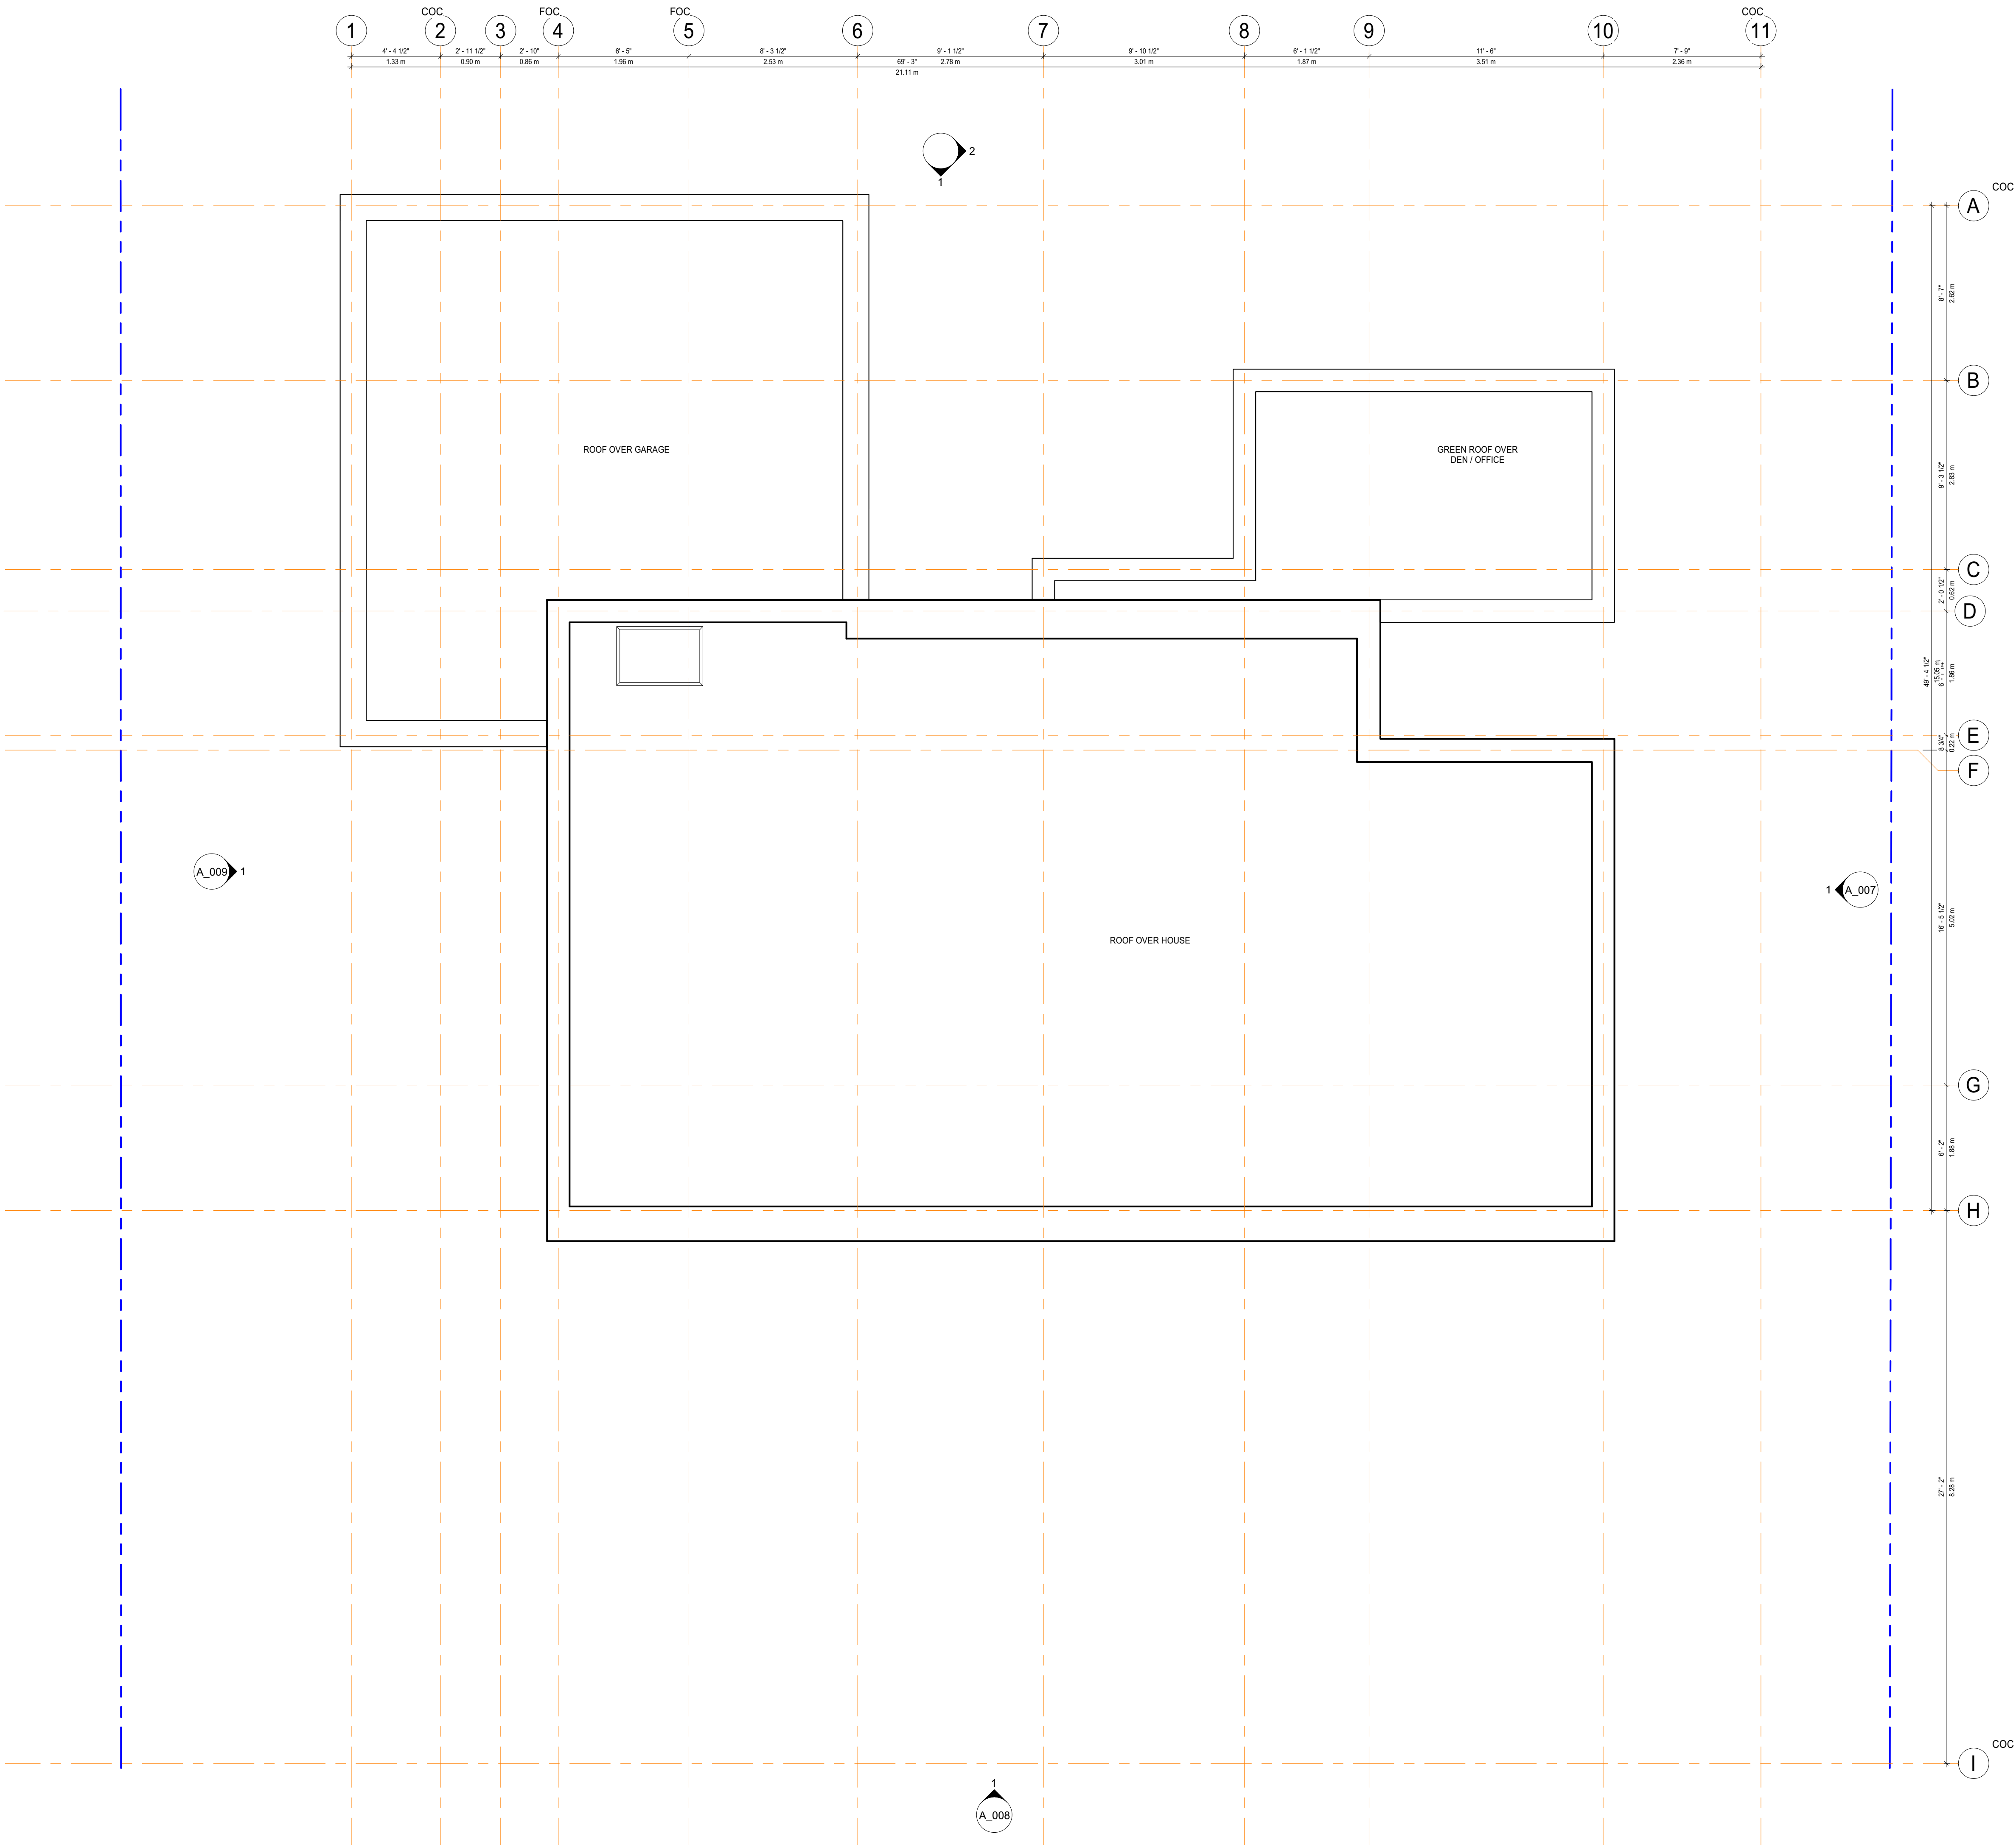 COC
FOC
FOC
COC
1
2
3
4
5
6
7
8
9
10
11
4' - 4 1/2"
2' - 11 1/2"
2' - 10"
6' - 5"
8' - 3 1/2"
9' - 1 1/2"
9' - 10 1/2"
6' - 1 1/2"
11' - 6"
7' - 9"
1.33 m
0.90 m
0.86 m
1.96 m
2.53 m
69' - 3"
2.78 m
3.01 m
1.87 m
3.51 m
2.36 m
21.11 m
2
1
COC
A
8' - 7"
2.62 m
B
ROOF OVER GARAGE
GREEN ROOF OVER
DEN / OFFICE
9' - 3 1/2"
2.83 m
C
2' - 0 1/2"
0.62 m
D
49' - 4 1/2"
15.05 m
1.86 m
E
8 3/4"
0.22 m
F
A_009
1
1
A_007
ROOF OVER HOUSE
16' - 5 1/2"
5.02 m
G
6' - 2"
1.88 m
H
27' - 2"
8.28 m
COC
I
1
A_008